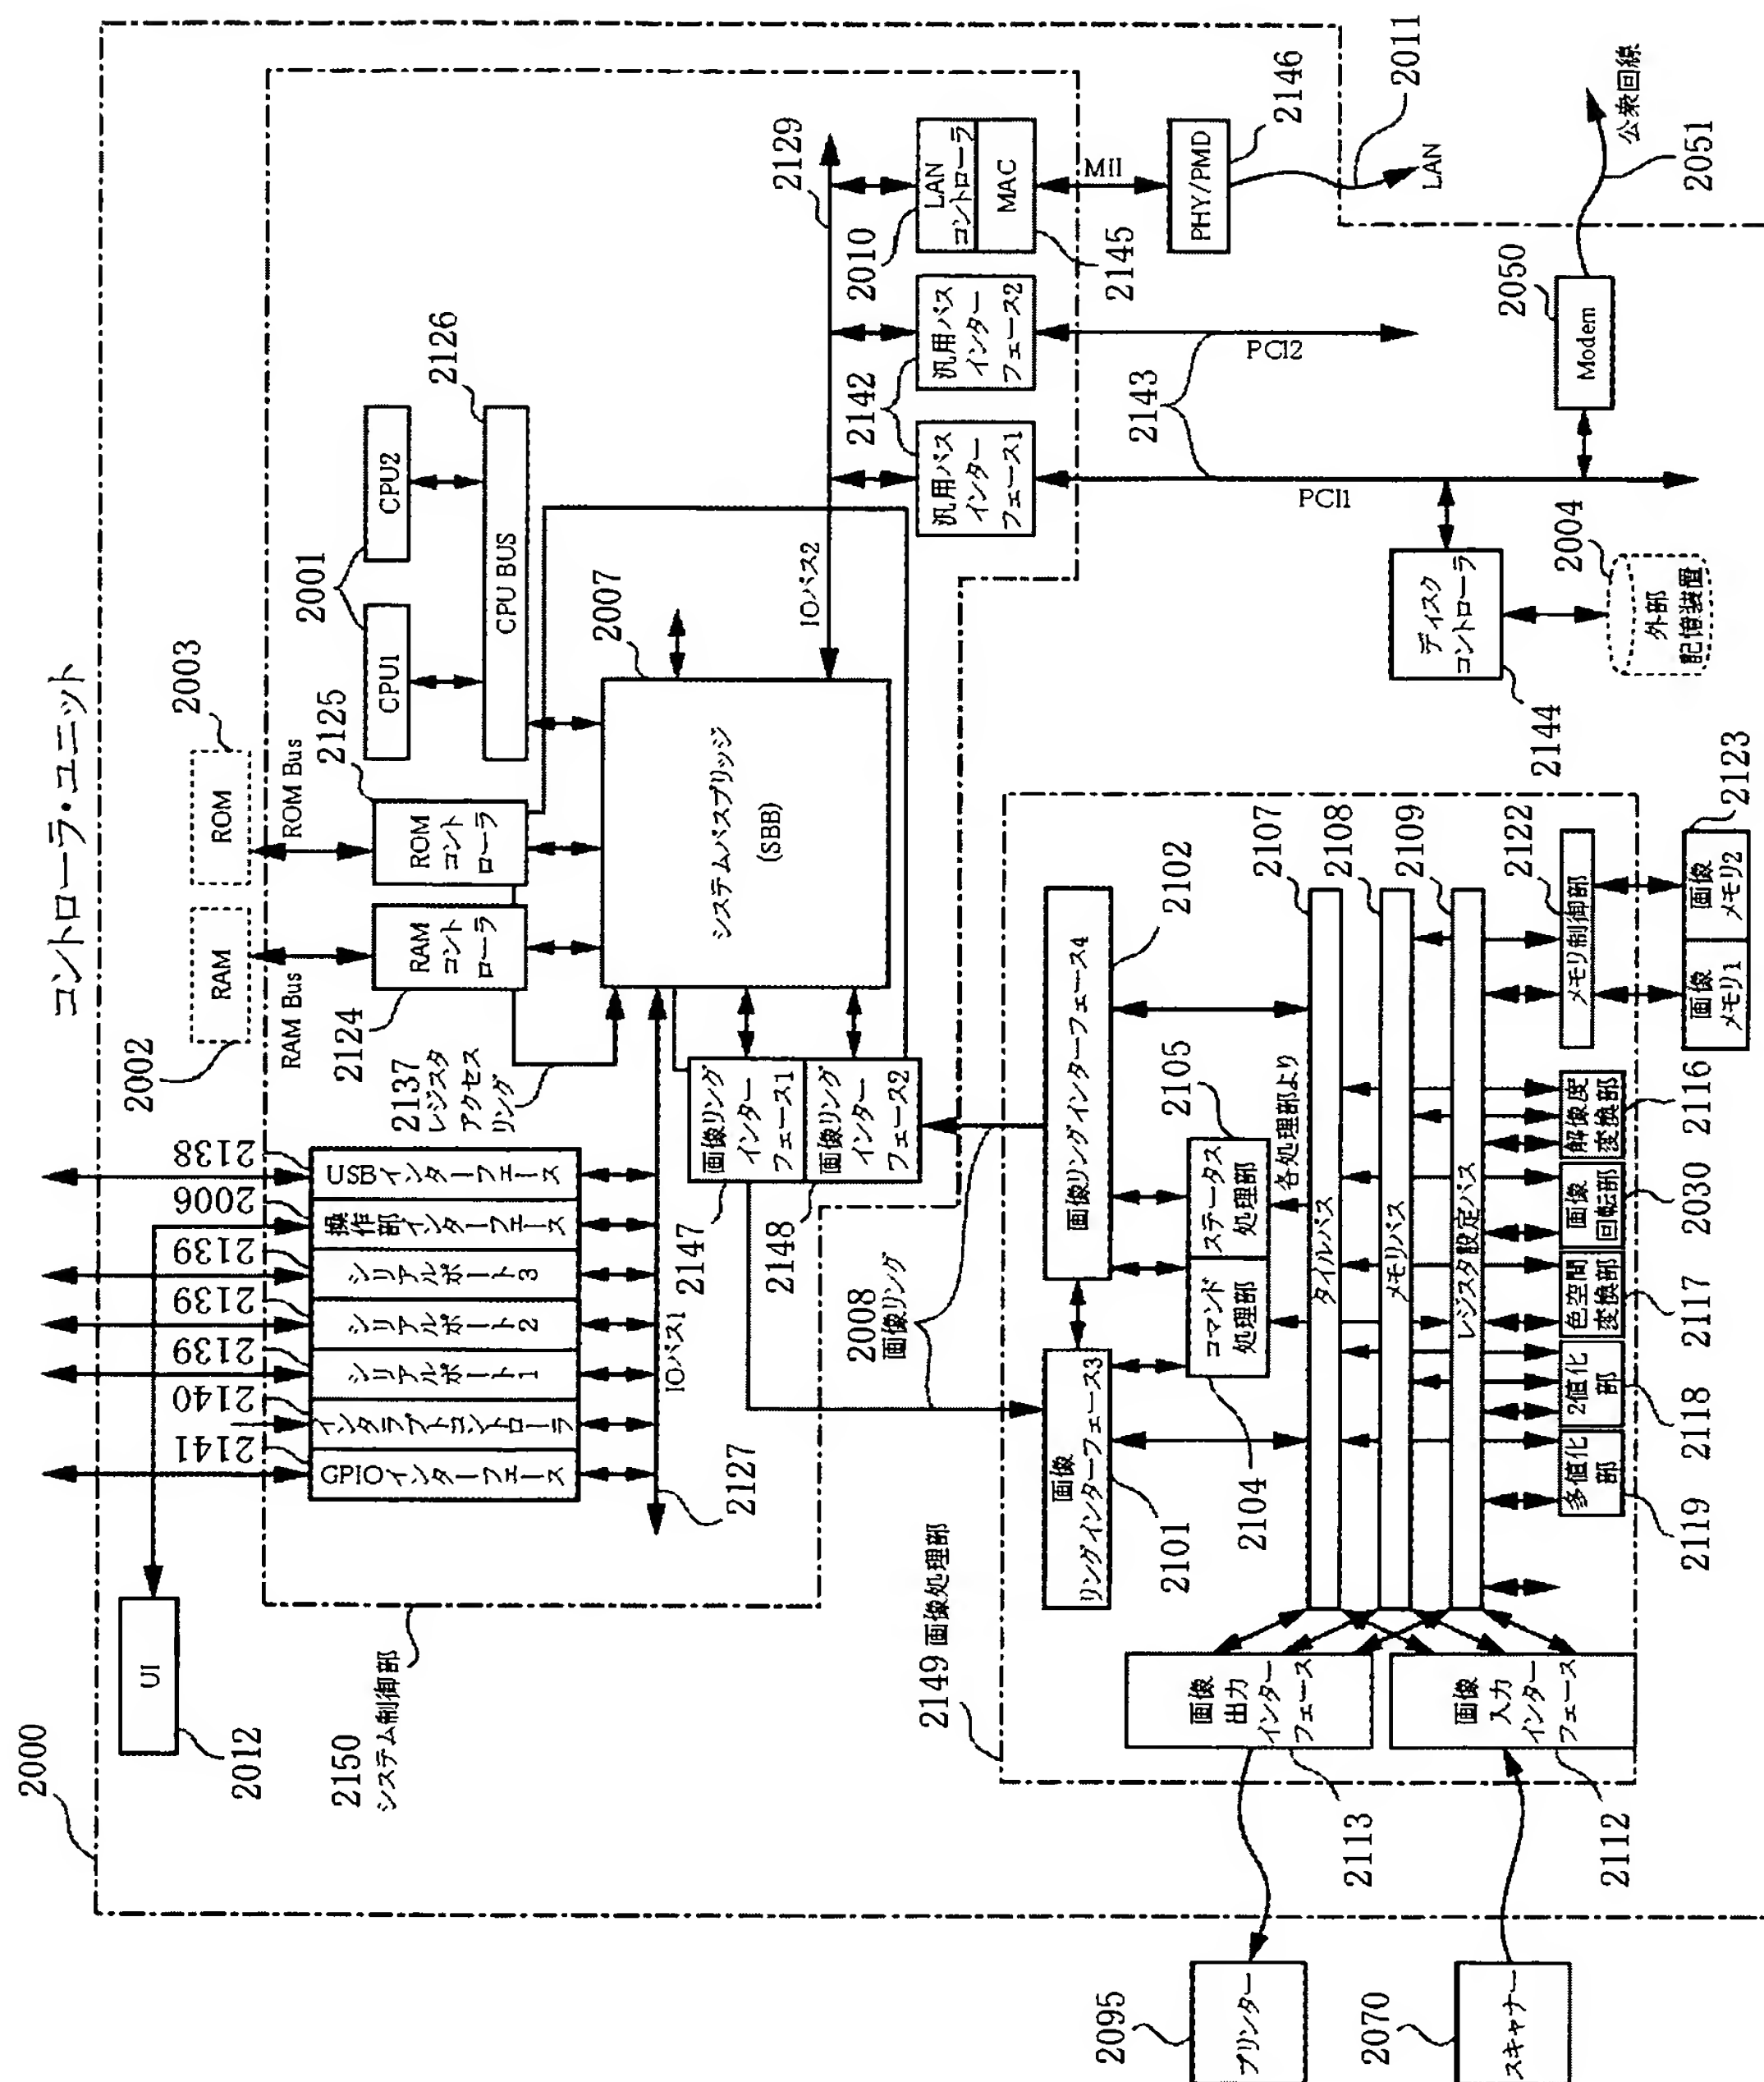 コントローラ・ユニット
2000
UI
2012
2150
システム制御部
2141
2140
2139
2139
2139
2006
2138
GPIOインターフェース
インタラプトコントローラ
シリアルポート1
シリアルポート2
シリアルポート3
操作部
インターフェース
USBインターフェース
IOバス1
2127
2002
RAM
RAM Bus
2003
ROM
ROM Bus
2124
RAM
コント
ローラ
2125
ROM
コント
ローラ
2137
レジスタ
アクセス
リング
2001
CPU1
CPU2
CPU BUS
2126
システムバスブリッジ
(SBB)
2007
IOバス2
2129
2147
画像リング
インター
フェース1
2148
画像リング
インター
フェース2
2008
画像リング
2142
汎用バス
インター
フェース1
汎用バス
インター
フェース2
2010
LAN
コントローラ
MAC
2145
MII
PHY/PMD
2146
2011
LAN
2143
PCI1
PCI2
2050
Modem
2051
公衆回線
ディスク
コントローラ
2144
2004
外部
記憶装置
2149 画像処理部
2101
画像
リングインターフェース3
画像リングインターフェース4
2102
2104
コマンド
処理部
ステータス
処理部
2105
各処理部より
タイルバス
2107
メモリバス
2108
レジスタ設定バス
2109
画像
出力
インター
フェース
2113
画像
入力
インター
フェース
2112
多値化
部
2119
2値化
部
2118
色空間
変換部
2117
画像
回転部
2030
解像度
変換部
2116
メモリ制御部
2122
画像
メモリ1
画像
メモリ2
2123
2095
プリンター
2070
スキャナー